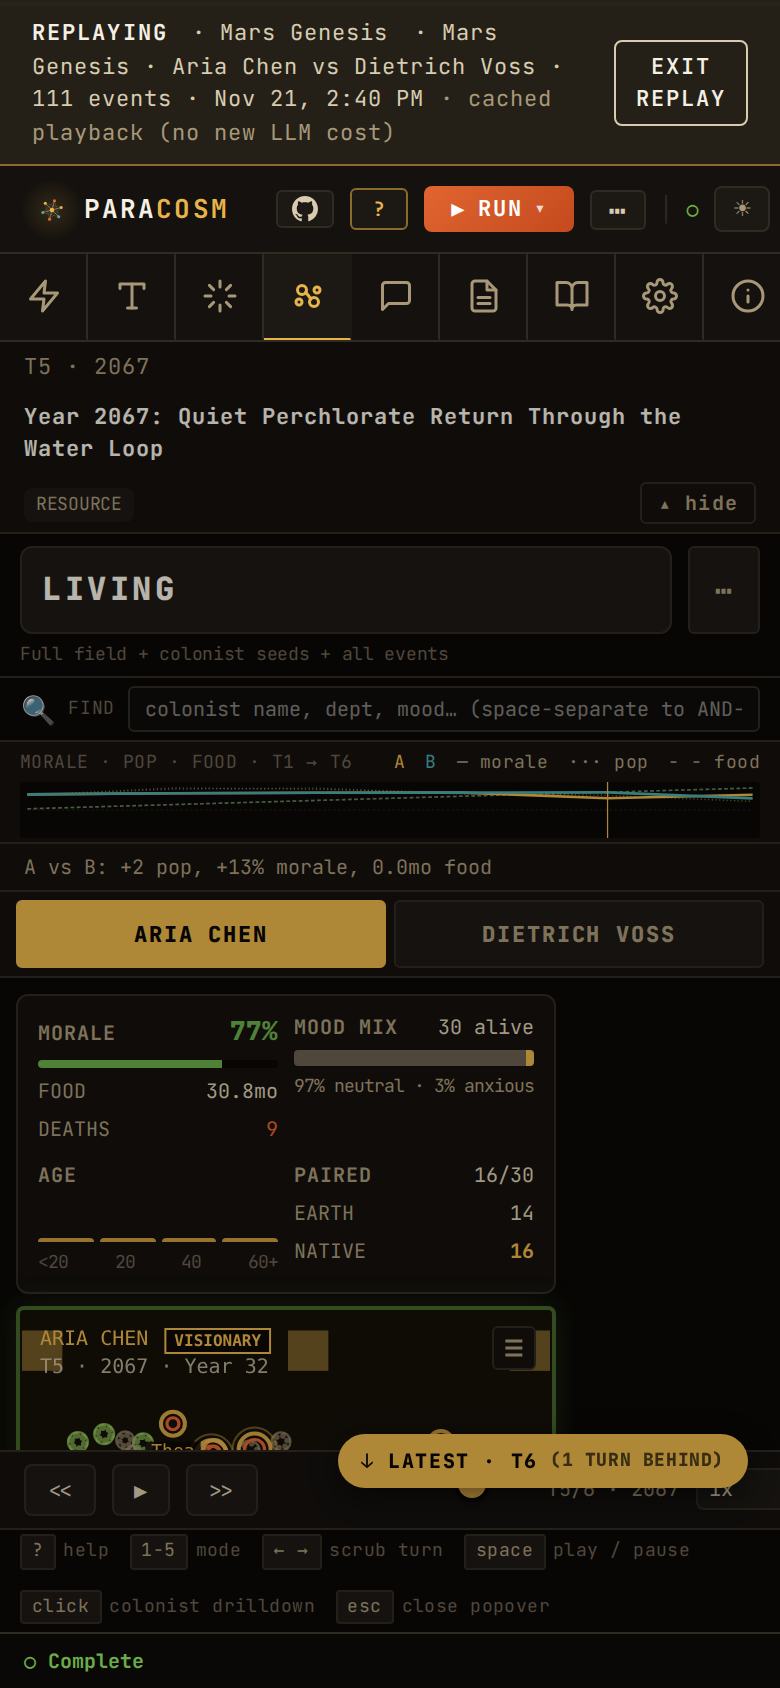 REPLAYING · Mars Genesis · Mars
Genesis · Aria Chen vs Dietrich Voss ·
111 events · Nov 21, 2:40 PM · cached
playback (no new LLM cost)
EXIT
REPLAY
PARACOSM
?
▶ RUN ▾
…
T5 · 2067
Year 2067: Quiet Perchlorate Return Through the
Water Loop
RESOURCE
▴ hide
LIVING
…
Full field + colonist seeds + all events
FIND
colonist name, dept, mood… (space-separate to AND-
MORALE · POP · FOOD · T1 → T6
A B — morale ··· pop - - food
A vs B: +2 pop, +13% morale, 0.0mo food
ARIA CHEN
DIETRICH VOSS
MORALE 77%
FOOD 30.8mo
DEATHS 9
MOOD MIX 30 alive
97% neutral · 3% anxious
AGE
<20 20 40 60+
PAIRED 16/30
EARTH 14
NATIVE 16
ARIA CHEN VISIONARY
T5 · 2067 · Year 32
↓ LATEST · T6 (1 TURN BEHIND)
<< ▶ >>
T5/6 · 2067
1x
? help 1-5 mode ← → scrub turn space play / pause
click colonist drilldown esc close popover
Complete